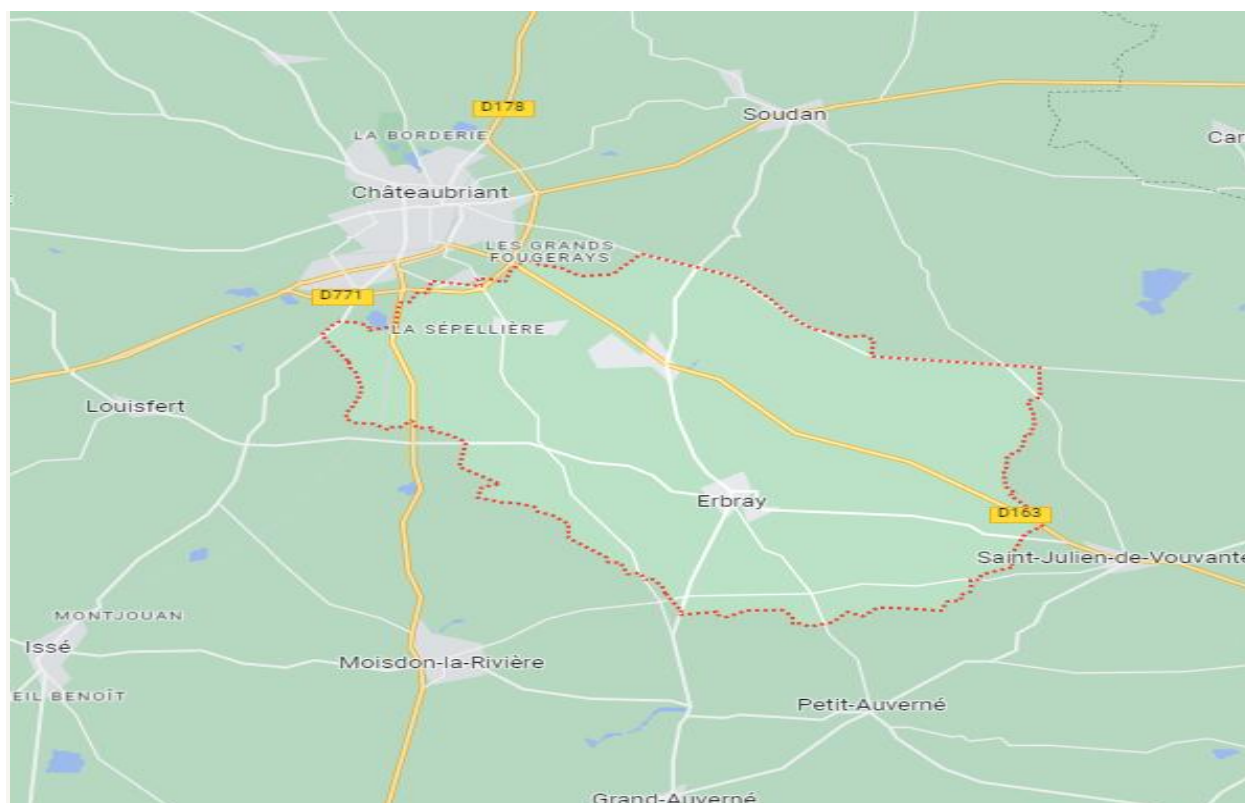 D178
Soudan
LA BORDERIE
Car
Châteaubriant
LES GRANDS
FOUGERAYS
D771
LA SÉPELLIÈRE
Louisfert
Erbray
D163
Saint-Julien-de-Vouvante
MONTJOUAN
Issé
Moisdon-la-Rivière
EIL BENOÎT
Petit-Auverné
Grand-Auverné